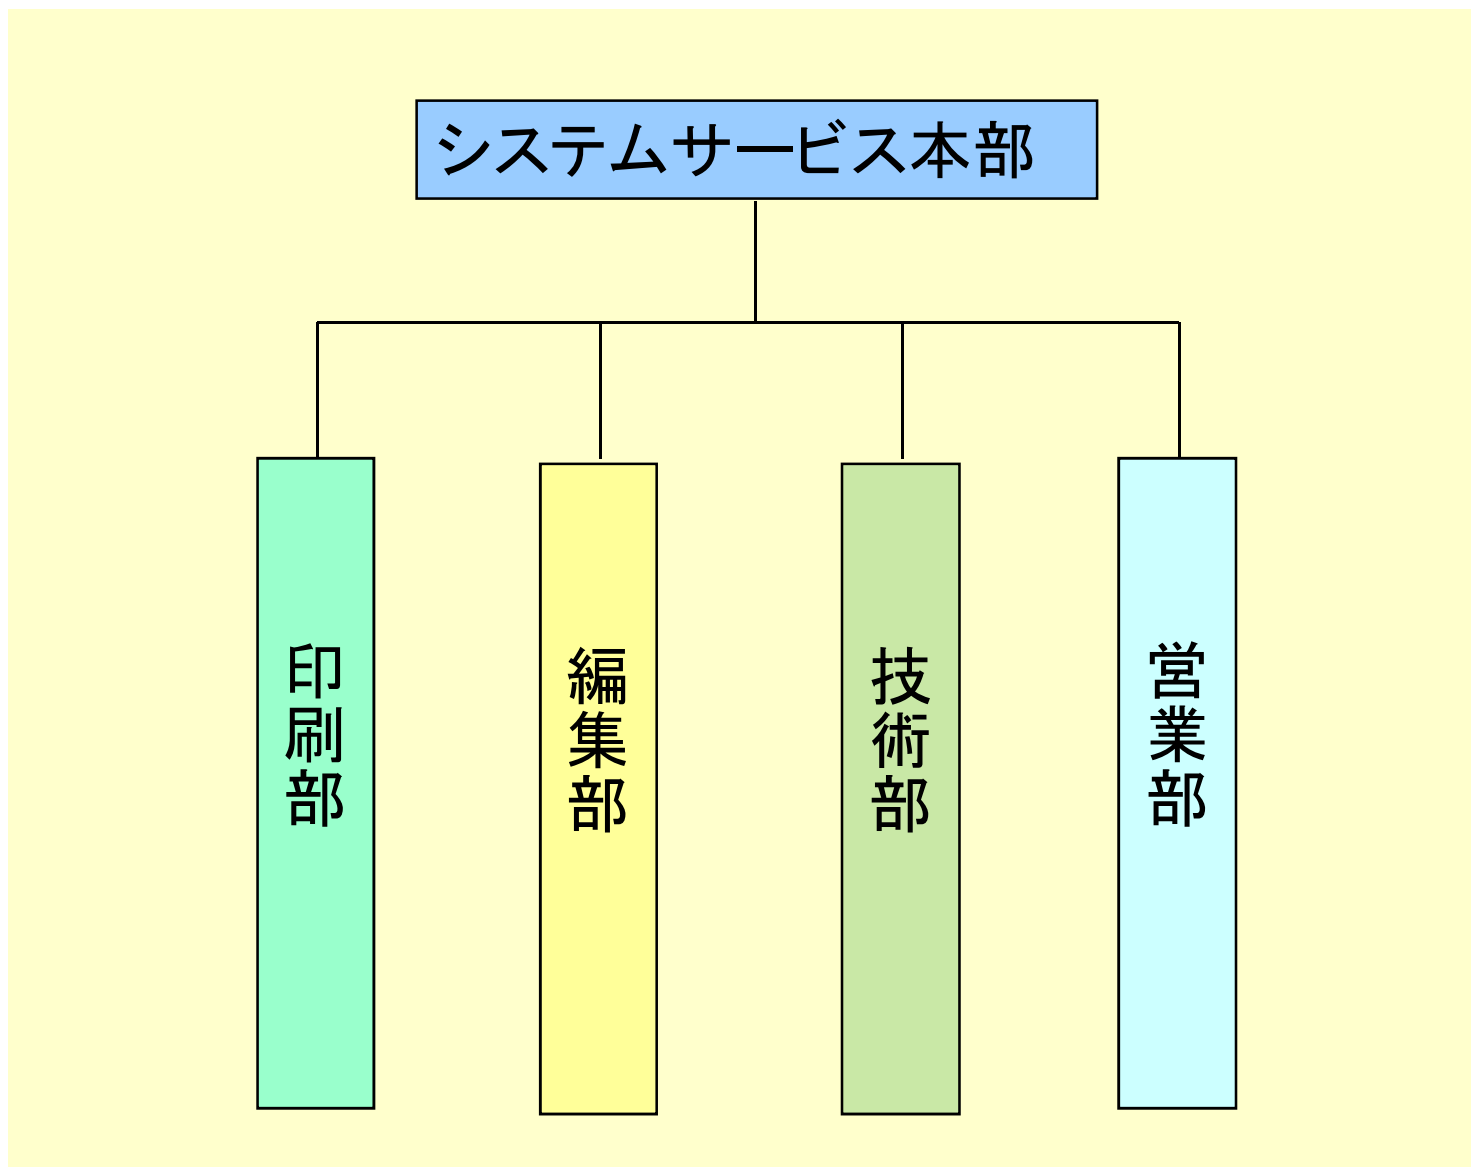 システムサービス本部
印刷部
編集部
技術部
営業部